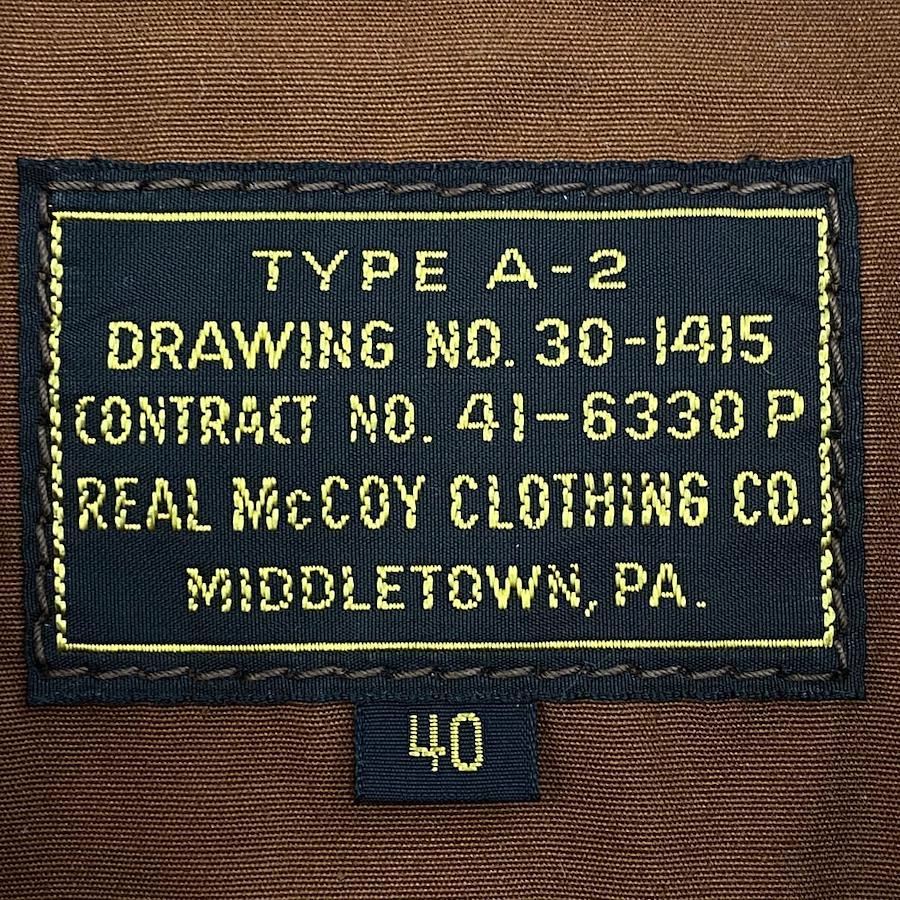 TYPE A-2
DRAWING NO. 30-1415
CONTRACT NO. 41-6330 P
REAL McCOY CLOTHING CO.
MIDDLETOWN, PA.
40